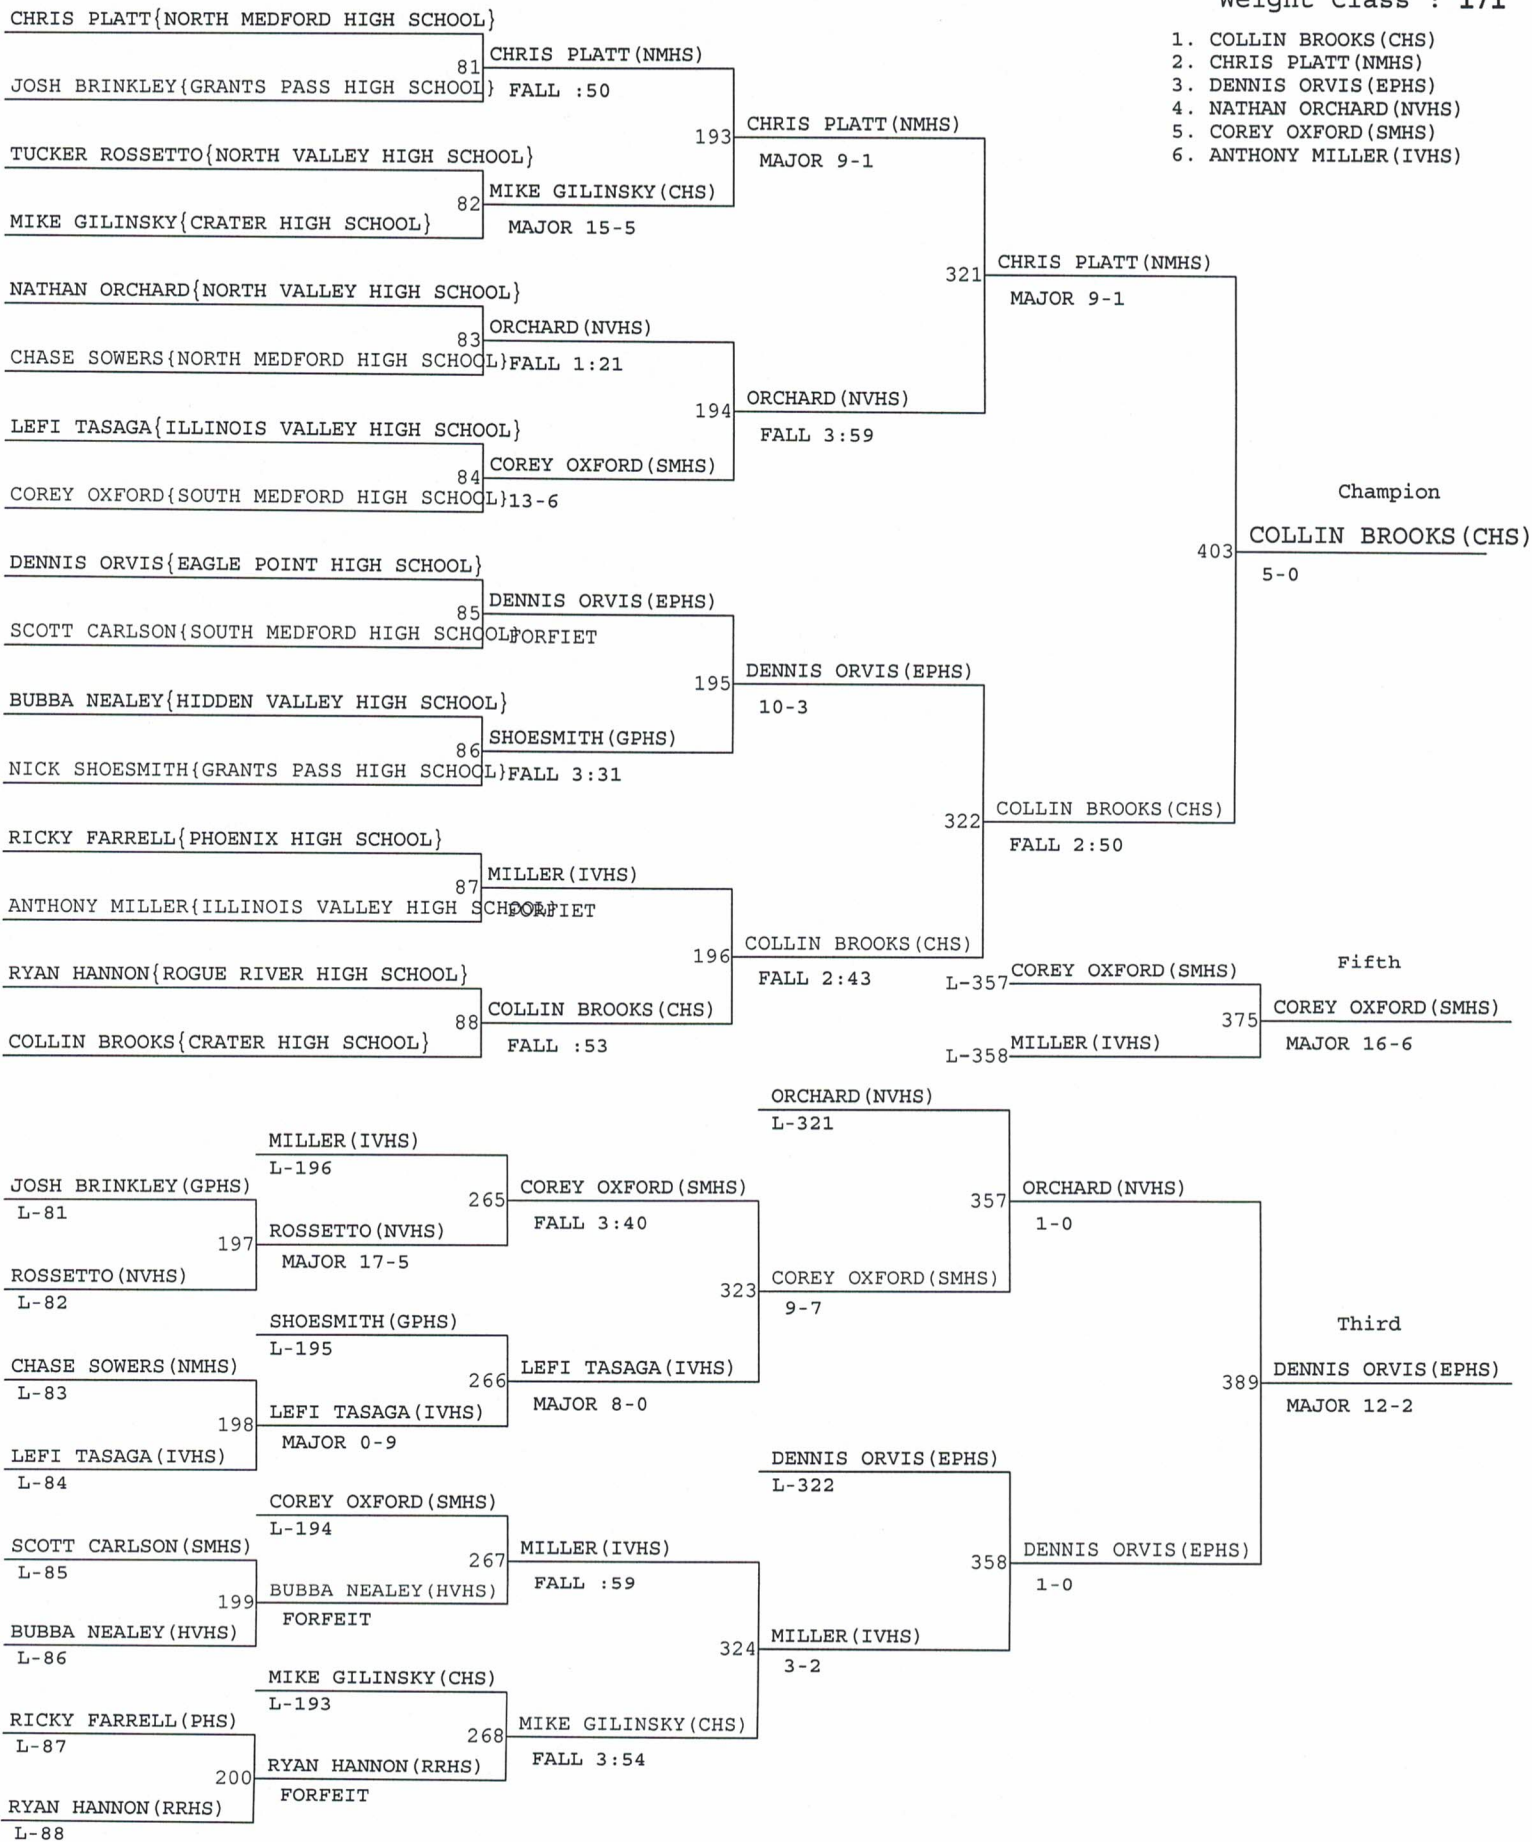 Weight Class : 171
1. COLLIN BROOKS(CHS)
2. CHRIS PLATT(NMHS)
3. DENNIS ORVIS(EPHS)
4. NATHAN ORCHARD(NVHS)
5. COREY OXFORD(SMHS)
6. ANTHONY MILLER(IVHS)
CHRIS PLATT{NORTH MEDFORD HIGH SCHOOL}
81
CHRIS PLATT(NMHS)
JOSH BRINKLEY{GRANTS PASS HIGH SCHOOL}
FALL :50
193
CHRIS PLATT(NMHS)
MAJOR 9-1
TUCKER ROSSETTO{NORTH VALLEY HIGH SCHOOL}
82
MIKE GILINSKY(CHS)
MIKE GILINSKY{CRATER HIGH SCHOOL}
MAJOR 15-5
321
CHRIS PLATT(NMHS)
MAJOR 9-1
NATHAN ORCHARD{NORTH VALLEY HIGH SCHOOL}
83
ORCHARD(NVHS)
CHASE SOWERS{NORTH MEDFORD HIGH SCHOOL}
FALL 1:21
194
ORCHARD(NVHS)
FALL 3:59
LEFI TASAGA{ILLINOIS VALLEY HIGH SCHOOL}
84
COREY OXFORD(SMHS)
COREY OXFORD{SOUTH MEDFORD HIGH SCHOOL}
13-6
Champion
403
COLLIN BROOKS(CHS)
5-0
DENNIS ORVIS{EAGLE POINT HIGH SCHOOL}
85
DENNIS ORVIS(EPHS)
SCOTT CARLSON{SOUTH MEDFORD HIGH SCHOOL}
FORFIET
195
DENNIS ORVIS(EPHS)
10-3
BUBBA NEALEY{HIDDEN VALLEY HIGH SCHOOL}
86
SHOESMITH(GPHS)
NICK SHOESMITH{GRANTS PASS HIGH SCHOOL}
FALL 3:31
322
COLLIN BROOKS(CHS)
FALL 2:50
RICKY FARRELL{PHOENIX HIGH SCHOOL}
87
MILLER(IVHS)
ANTHONY MILLER{ILLINOIS VALLEY HIGH SCHOOL}
FORFIET
196
COLLIN BROOKS(CHS)
FALL 2:43
RYAN HANNON{ROGUE RIVER HIGH SCHOOL}
88
COLLIN BROOKS(CHS)
COLLIN BROOKS{CRATER HIGH SCHOOL}
FALL :53
Fifth
L-357
COREY OXFORD(SMHS)
375
COREY OXFORD(SMHS)
L-358
MILLER(IVHS)
MAJOR 16-6
ORCHARD(NVHS)
L-321
MILLER(IVHS)
L-196
JOSH BRINKLEY(GPHS)
L-81
265
COREY OXFORD(SMHS)
FALL 3:40
357
ORCHARD(NVHS)
1-0
197
ROSSETTO(NVHS)
MAJOR 17-5
ROSSETTO(NVHS)
L-82
323
COREY OXFORD(SMHS)
9-7
SHOESMITH(GPHS)
L-195
Third
CHASE SOWERS(NMHS)
L-83
266
LEFI TASAGA(IVHS)
MAJOR 8-0
389
DENNIS ORVIS(EPHS)
MAJOR 12-2
198
LEFI TASAGA(IVHS)
MAJOR 0-9
LEFI TASAGA(IVHS)
L-84
DENNIS ORVIS(EPHS)
L-322
COREY OXFORD(SMHS)
L-194
SCOTT CARLSON(SMHS)
L-85
267
MILLER(IVHS)
FALL :59
358
DENNIS ORVIS(EPHS)
1-0
199
BUBBA NEALEY(HVHS)
FORFEIT
BUBBA NEALEY(HVHS)
L-86
324
MILLER(IVHS)
3-2
MIKE GILINSKY(CHS)
L-193
RICKY FARRELL(PHS)
L-87
268
MIKE GILINSKY(CHS)
FALL 3:54
200
RYAN HANNON(RRHS)
FORFEIT
RYAN HANNON(RRHS)
L-88